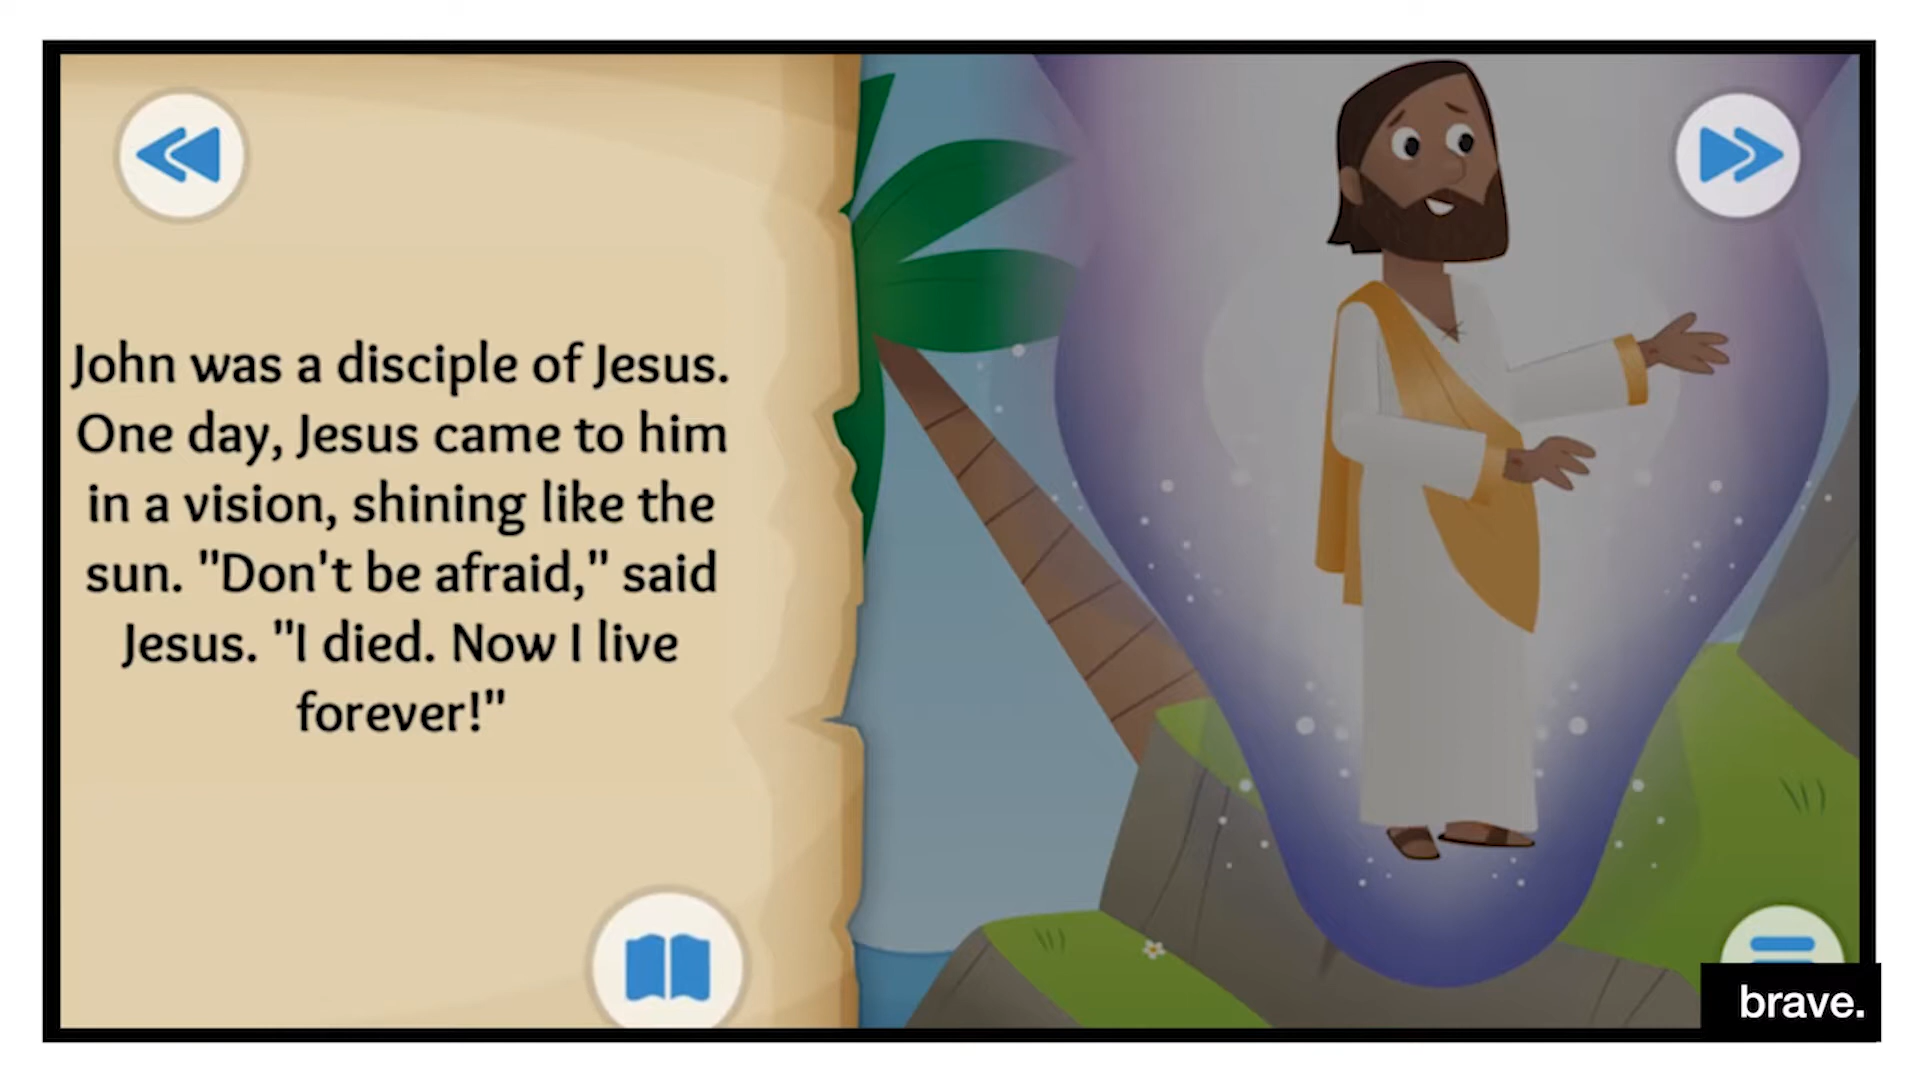 John was a disciple of Jesus.
One day, Jesus came to him
in a vision, shining like the
sun. "Don't be afraid," said
Jesus. "I died. Now I live
forever!"
brave.